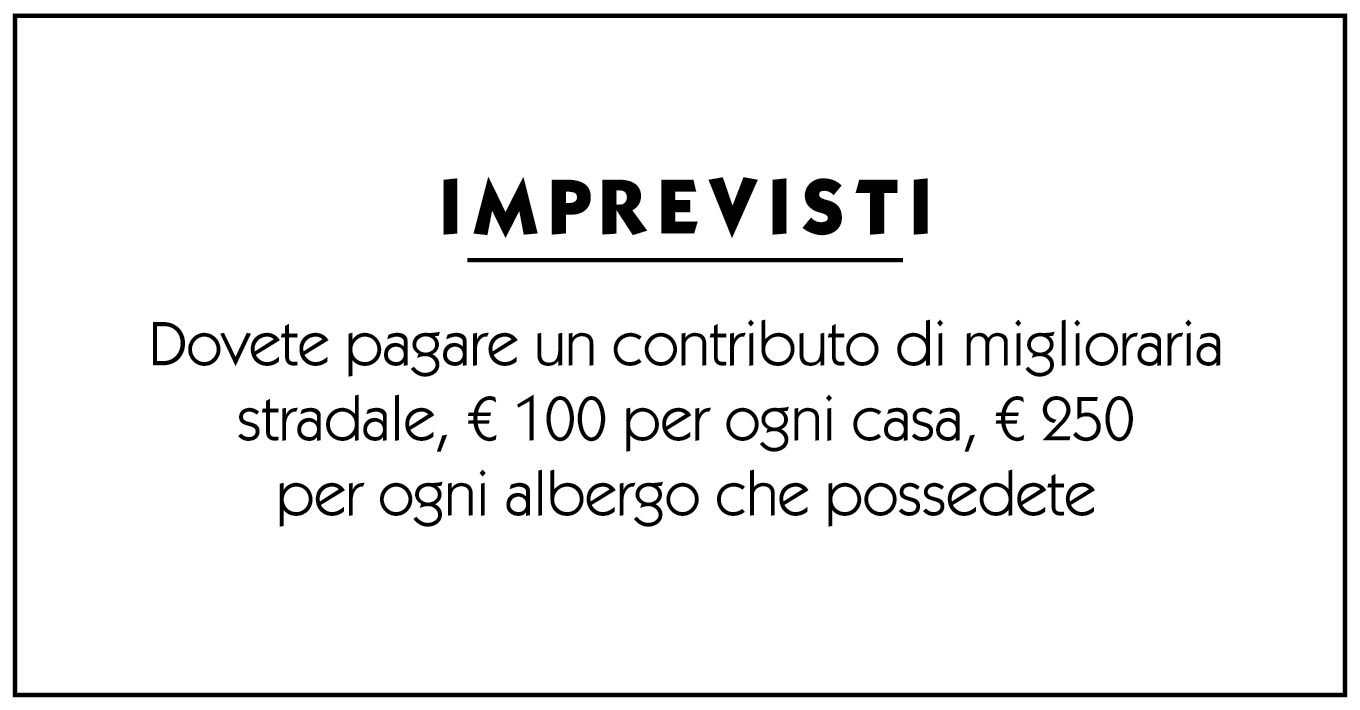 IMPREVISTI
Dovete pagare un contributo di miglioraria
stradale, € 100 per ogni casa, € 250
per ogni albergo che possedete